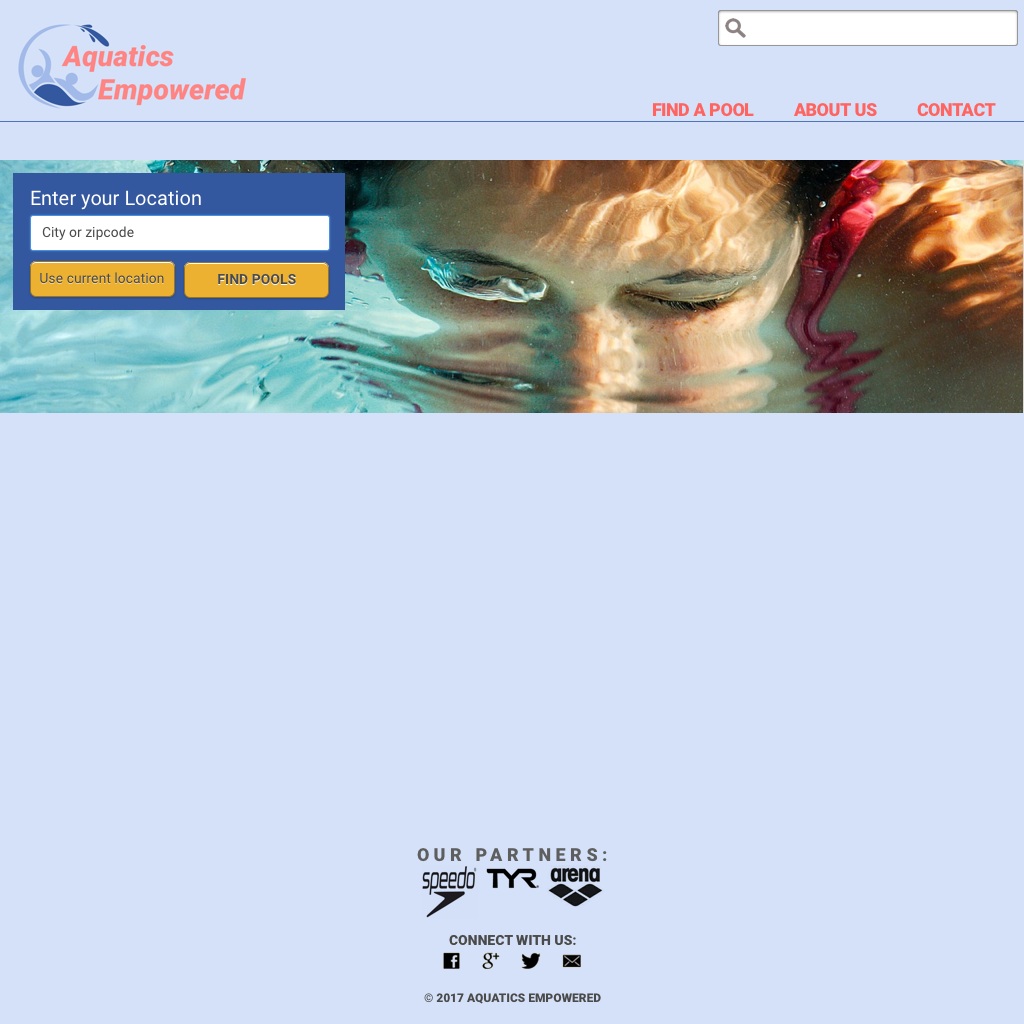 Aquatics
Empowered
FIND A POOL ABOUT US CONTACT
Enter your Location
City or zipcode
Use current location FIND POOLS
OUR PARTNERS:
speedo TYR arena
CONNECT WITH US:
© 2017 AQUATICS EMPOWERED